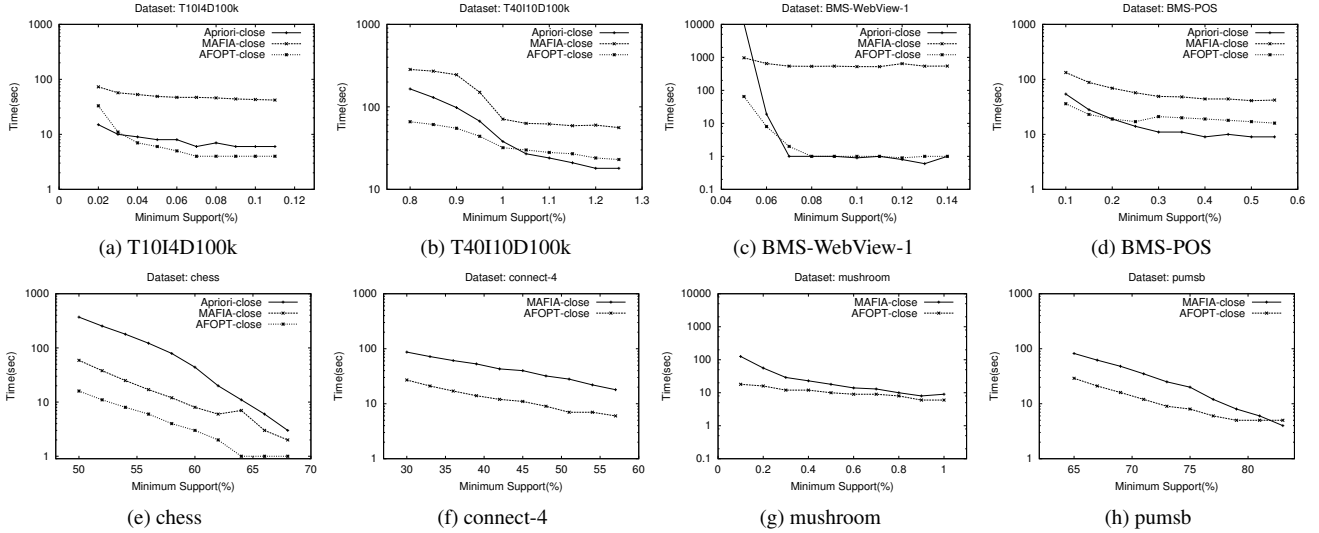 Dataset: T10I4D100k
Time(sec)
1000
100
10
1
0 0.02 0.04 0.06 0.08 0.1 0.12
Minimum Support(%)
Apriori-close
MAFIA-close
AFOPT-close
(a) T10I4D100k
Dataset: T40I10D100k
Time(sec)
1000
100
10
0.8 0.9 1 1.1 1.2 1.3
Minimum Support(%)
Apriori-close
MAFIA-close
AFOPT-close
(b) T40I10D100k
Dataset: BMS-WebView-1
Time(sec)
10000
1000
100
10
1
0.1
0.04 0.06 0.08 0.1 0.12 0.14
Minimum Support(%)
Apriori-close
MAFIA-close
AFOPT-close
(c) BMS-WebView-1
Dataset: BMS-POS
Time(sec)
1000
100
10
1
0.1 0.2 0.3 0.4 0.5 0.6
Minimum Support(%)
Apriori-close
MAFIA-close
AFOPT-close
(d) BMS-POS
Dataset: chess
Time(sec)
1000
100
10
1
50 55 60 65 70
Minimum Support(%)
Apriori-close
MAFIA-close
AFOPT-close
(e) chess
Dataset: connect-4
Time(sec)
1000
100
10
1
30 35 40 45 50 55 60
Minimum Support(%)
MAFIA-close
AFOPT-close
(f) connect-4
Dataset: mushroom
Time(sec)
10000
1000
100
10
1
0.1
0 0.2 0.4 0.6 0.8 1
Minimum Support(%)
MAFIA-close
AFOPT-close
(g) mushroom
Dataset: pumsb
Time(sec)
1000
100
10
1
65 70 75 80
Minimum Support(%)
MAFIA-close
AFOPT-close
(h) pumsb